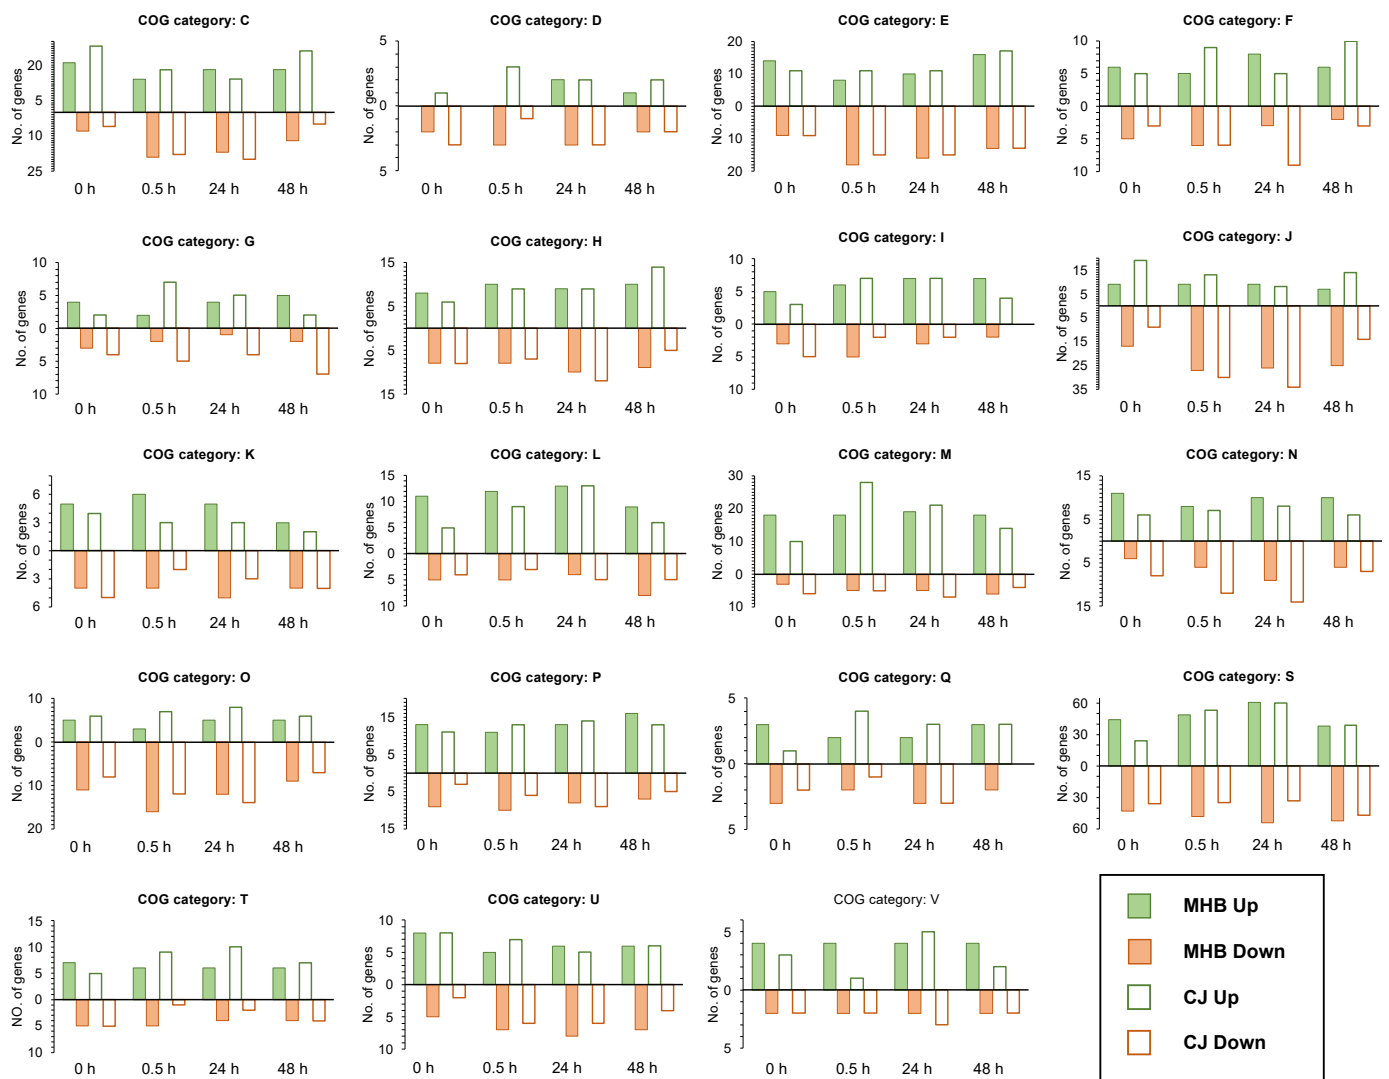 COG category: C
No. of genes
20
5
10
25
0 h
0.5 h
24 h
48 h
COG category: D
No. of genes
5
0
5
0 h
0.5 h
24 h
48 h
COG category: E
No. of genes
20
10
0
10
20
0 h
0.5 h
24 h
48 h
COG category: F
No. of genes
10
5
0
5
10
0 h
0.5 h
24 h
48 h
COG category: G
No. of genes
10
5
0
5
10
0 h
0.5 h
24 h
48 h
COG category: H
No. of genes
15
5
5
15
0 h
0.5 h
24 h
48 h
COG category: I
No. of genes
10
5
0
5
10
0 h
0.5 h
24 h
48 h
COG category: J
No. of genes
15
5
5
15
25
35
0 h
0.5 h
24 h
48 h
COG category: K
No. of genes
6
3
0
3
6
0 h
0.5 h
24 h
48 h
COG category: L
No. of genes
15
10
5
0
5
10
0 h
0.5 h
24 h
48 h
COG category: M
No. of genes
30
20
10
0
10
0 h
0.5 h
24 h
48 h
COG category: N
No. of genes
15
5
5
15
0 h
0.5 h
24 h
48 h
COG category: O
No. of genes
10
0
10
20
0 h
0.5 h
24 h
48 h
COG category: P
No. of genes
15
5
5
15
0 h
0.5 h
24 h
48 h
COG category: Q
No. of genes
5
0
5
0 h
0.5 h
24 h
48 h
COG category: S
No. of genes
60
30
0
30
60
0 h
0.5 h
24 h
48 h
COG category: T
NO. of genes
15
10
5
0
5
10
0 h
0.5 h
24 h
48 h
COG category: U
No. of genes
10
5
0
5
10
0 h
0.5 h
24 h
48 h
COG category: V
No. of genes
5
0
5
0 h
0.5 h
24 h
48 h
MHB Up
MHB Down
CJ Up
CJ Down